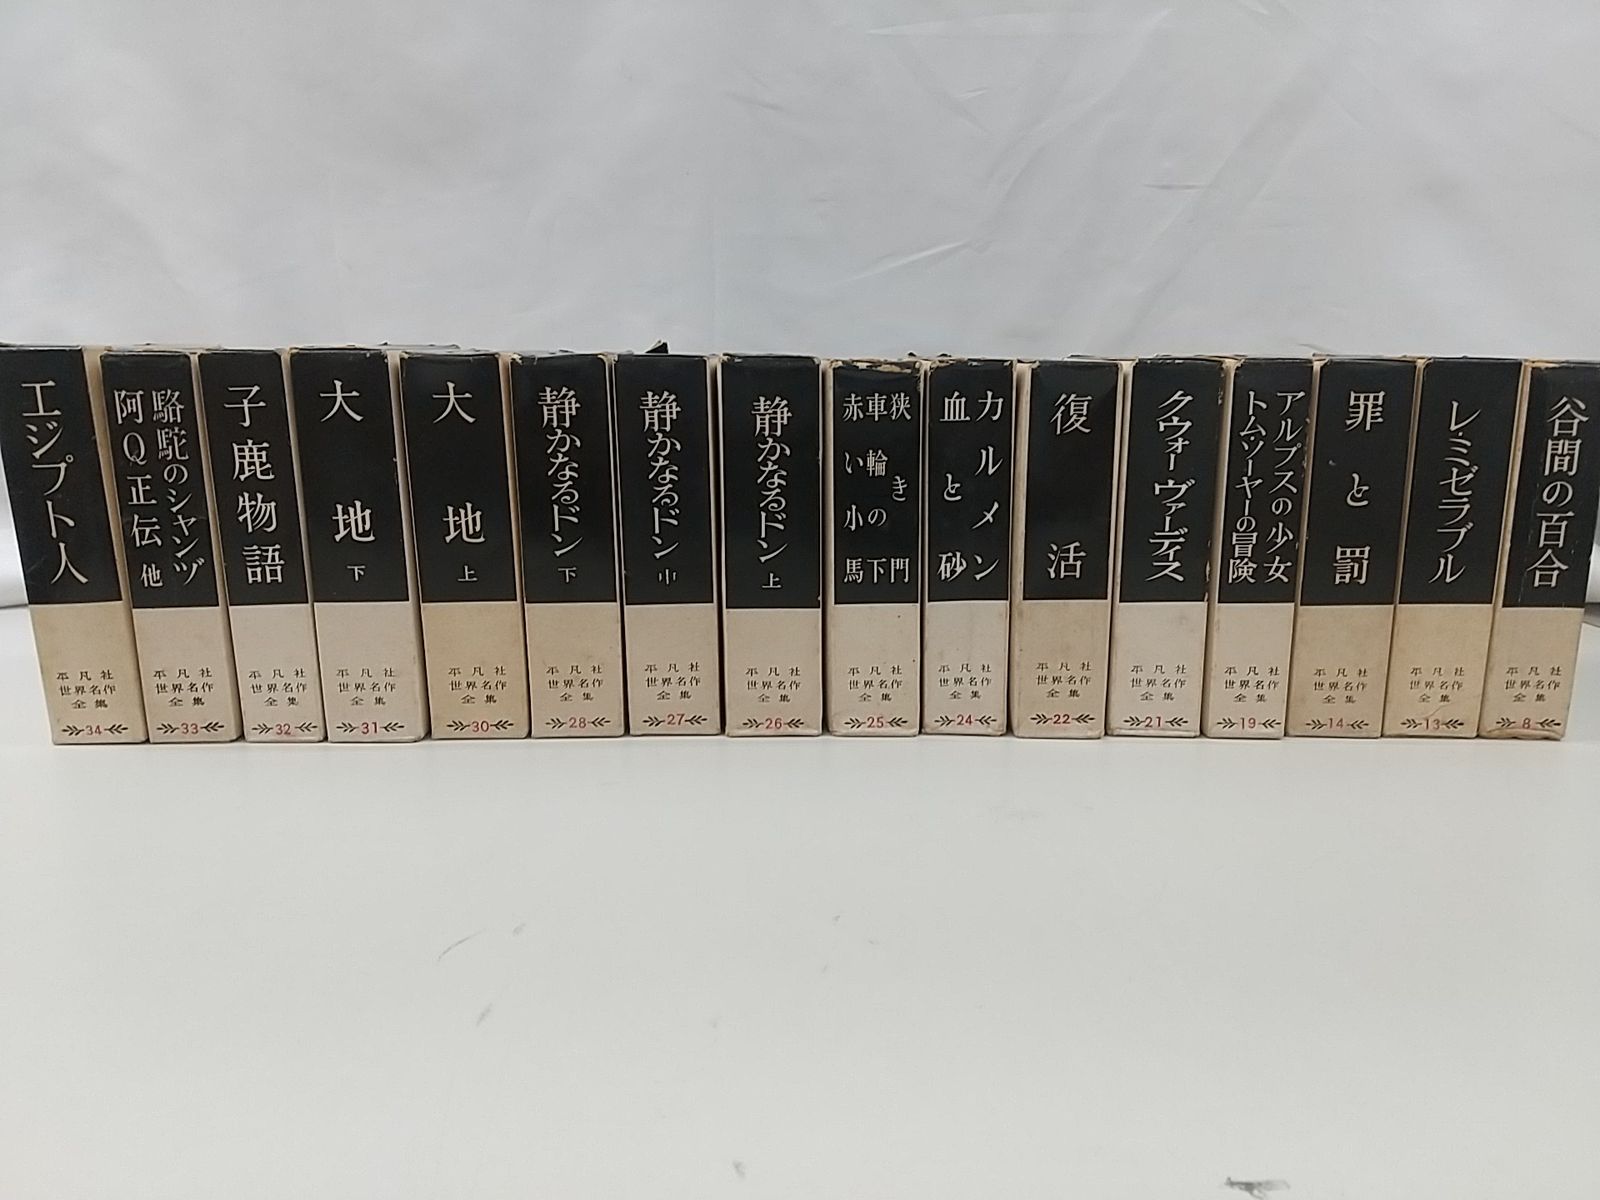 エジプト人
平凡社
世界名作
全集
34
駱駝のシャンヅ
阿Q正伝 他
平凡社
世界名作
全集
33
子鹿物語
平凡社
世界名作
全集
32
大地 下
平凡社
世界名作
全集
31
大地 上
平凡社
世界名作
全集
30
静かなるドン 下
平凡社
世界名作
全集
28
静かなるドン 中
平凡社
世界名作
全集
27
静かなるドン 上
平凡社
世界名作
全集
26
狭き門
車輪の下
赤い小馬
平凡社
世界名作
全集
25
カルメン
血と砂
平凡社
世界名作
全集
24
復活
平凡社
世界名作
全集
22
クウォーヴァーディス
平凡社
世界名作
全集
21
アルプスの少女
トム・ソーヤーの冒険
平凡社
世界名作
全集
19
罪と罰
平凡社
世界名作
全集
14
レ・ミゼラブル
平凡社
世界名作
全集
13
谷間の百合
平凡社
世界名作
全集
8